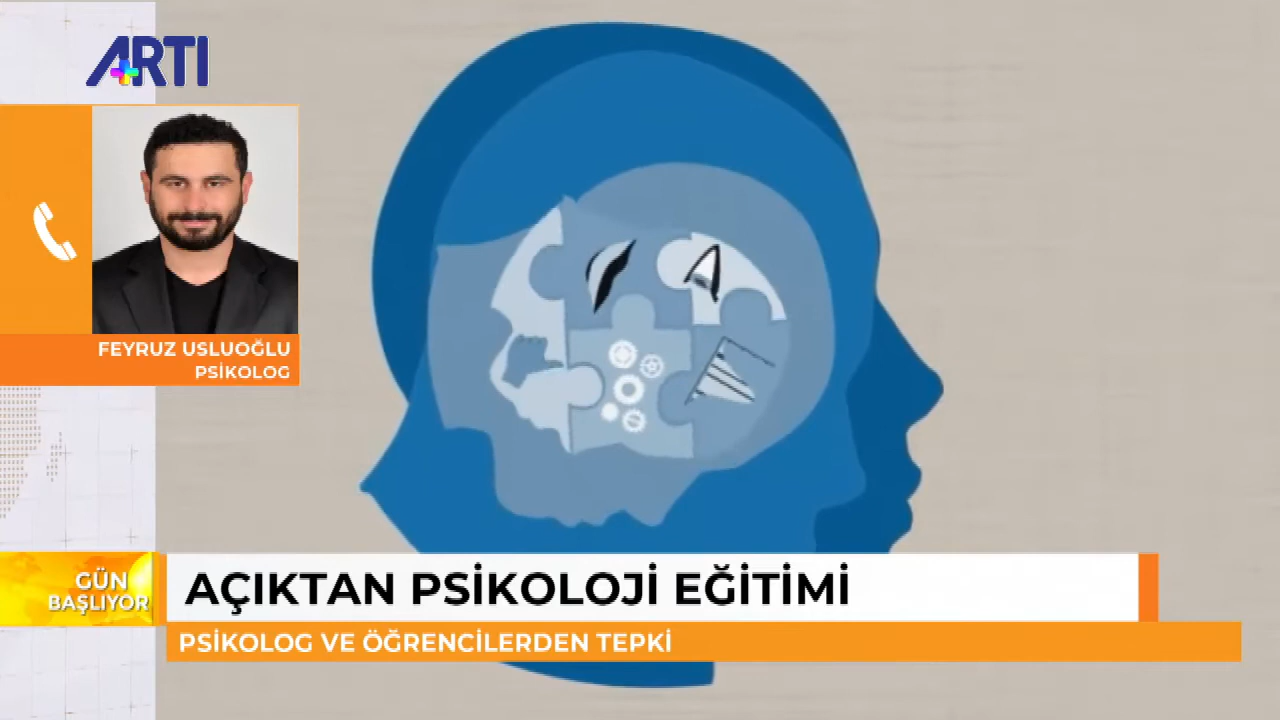 ARTI
FEYRUZ USLUOĞLU
PSİKOLOG
GÜN
BAŞLIYOR
AÇIKTAN PSİKOLOJİ EĞİTİMİ
PSİKOLOG VE ÖĞRENCİLERDEN TEPKİ